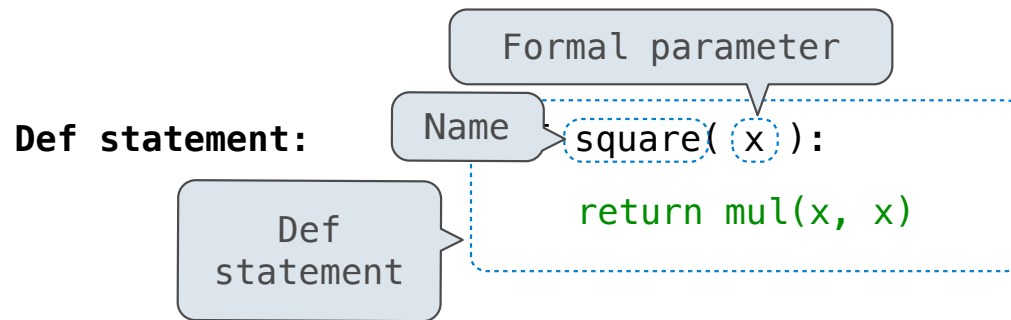 Formal parameter
Def statement: Name square( x ):
return mul(x, x)
Def
statement